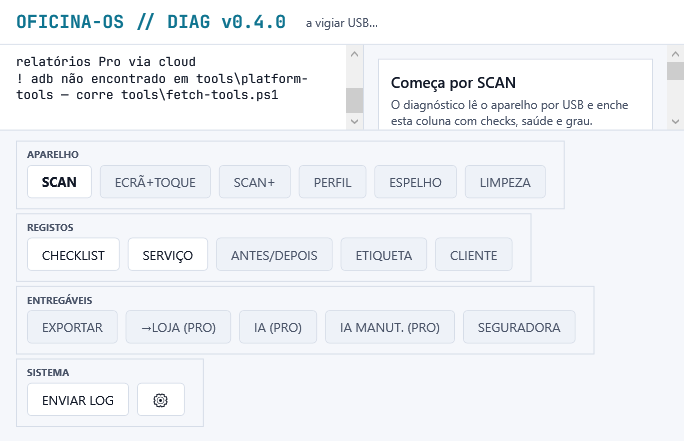 OFICINA-OS // DIAG v0.4.0 a vigiar USB...
relatórios Pro via cloud
! adb não encontrado em tools\platform-
tools — corre tools\fetch-tools.ps1
Começa por SCAN
O diagnóstico lê o aparelho por USB e enche
esta coluna com checks, saúde e grau.
APARELHO
SCAN ECRÃ+TOQUE SCAN+ PERFIL ESPELHO LIMPEZA
REGISTOS
CHECKLIST SERVIÇO ANTES/DEPOIS ETIQUETA CLIENTE
ENTREGÁVEIS
EXPORTAR →LOJA (PRO) IA (PRO) IA MANUT. (PRO) SEGURADORA
SISTEMA
ENVIAR LOG